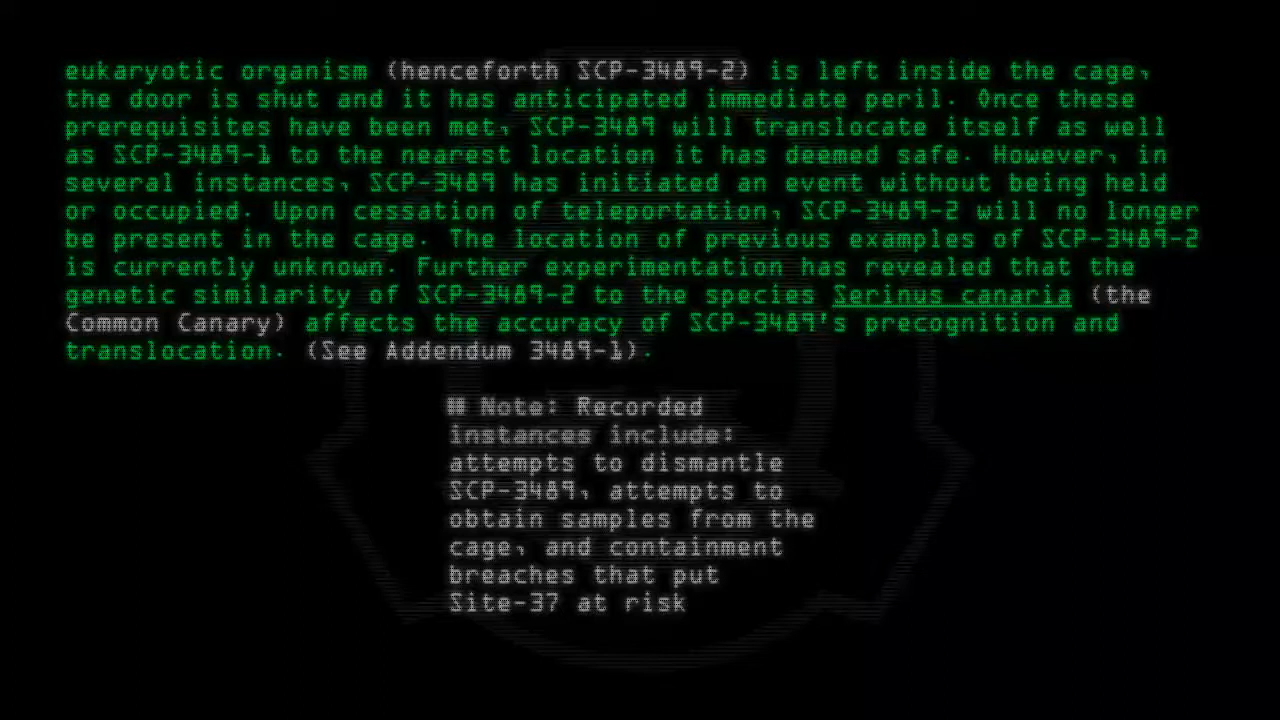 eukaryotic organism (henceforth SCP-3489-2) is left inside the cage,
the door is shut and it has anticipated immediate peril. Once these
prerequisites have been met, SCP-3489 will translocate itself as well
as SCP-3489-1 to the nearest location it has deemed safe. However, in
several instances, SCP-3489 has initiated an event without being held
or occupied. Upon cessation of teleportation, SCP-3489-2 will no longer
be present in the cage. The location of previous examples of SCP-3489-2
is currently unknown. Further experimentation has revealed that the
genetic similarity of SCP-3489-2 to the species Serinus canaria (the
Common Canary) affects the accuracy of SCP-3489's precognition and
translocation. (See Addendum 3489-1).
# Note: Recorded
instances include:
attempts to dismantle
SCP-3489, attempts to
obtain samples from the
cage, and containment
breaches that put
Site-37 at risk